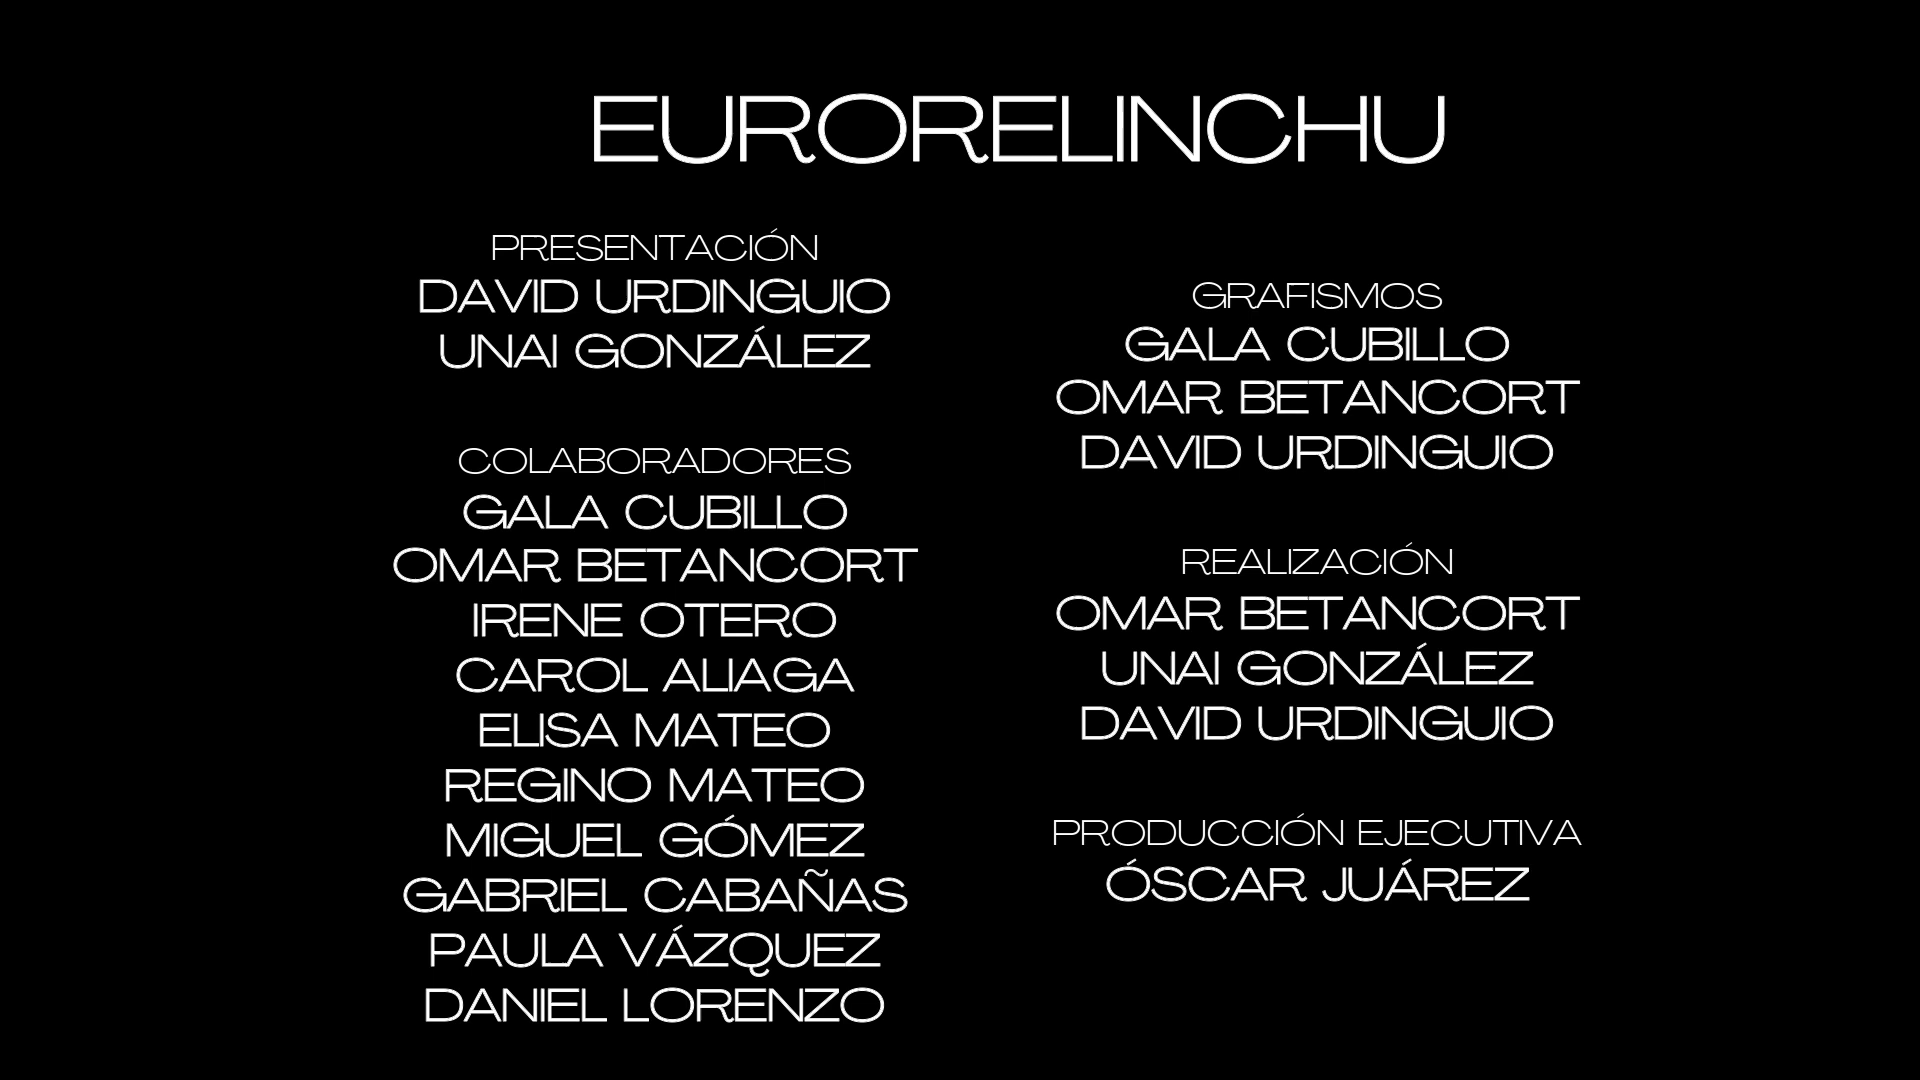 EURORELINCHU
PRESENTACIÓN
DAVID URDINGUIO
UNAI GONZÁLEZ
COLABORADORES
GALA CUBILLO
OMAR BETANCORT
IRENE OTERO
CAROL ALIAGA
ELISA MATEO
REGINO MATEO
MIGUEL GÓMEZ
GABRIEL CABAÑAS
PAULA VÁZQUEZ
DANIEL LORENZO
GRAFISMOS
GALA CUBILLO
OMAR BETANCORT
DAVID URDINGUIO
REALIZACIÓN
OMAR BETANCORT
UNAI GONZÁLEZ
DAVID URDINGUIO
PRODUCCIÓN EJECUTIVA
ÓSCAR JUÁREZ